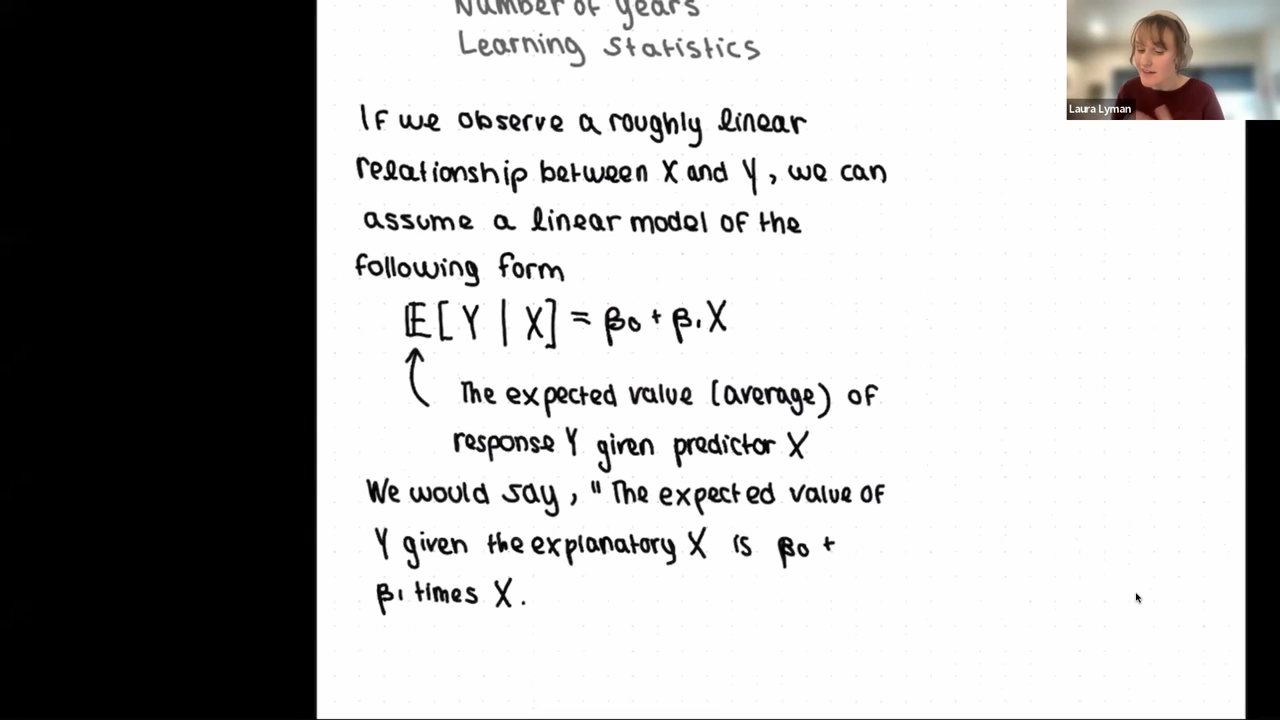 Number of years
Learning Statistics
Laura Lyman
If we observe a roughly linear
relationship between X and Y, we can
assume a linear model of the
following form
𝔼[Y | X] = β0 + β1X
The expected value (average) of
response Y given predictor X
We would say, "The expected value of
Y given the explanatory X is β0 +
β1 times X.